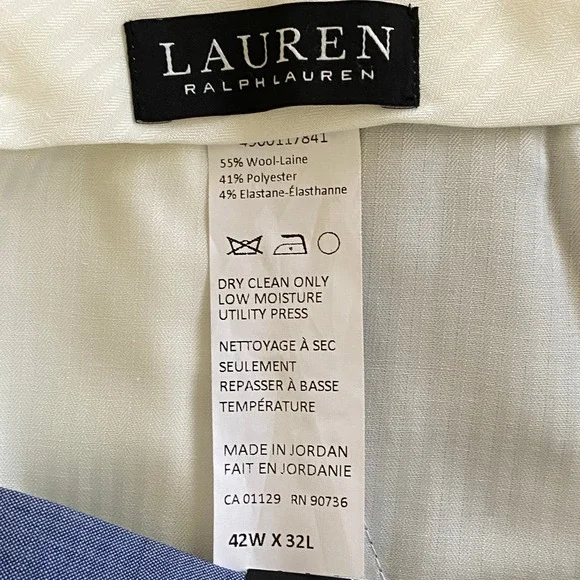 LAUREN
RALPH LAUREN
55% Wool-Laine
41% Polyester
4% Elastane-Élasthanne
DRY CLEAN ONLY
LOW MOISTURE
UTILITY PRESS
NETTOYAGE À SEC
SEULEMENT
REPASSER À BASSE
TEMPÉRATURE
MADE IN JORDAN
FAIT EN JORDANIE
CA 01129 RN 90736
42W X 32L